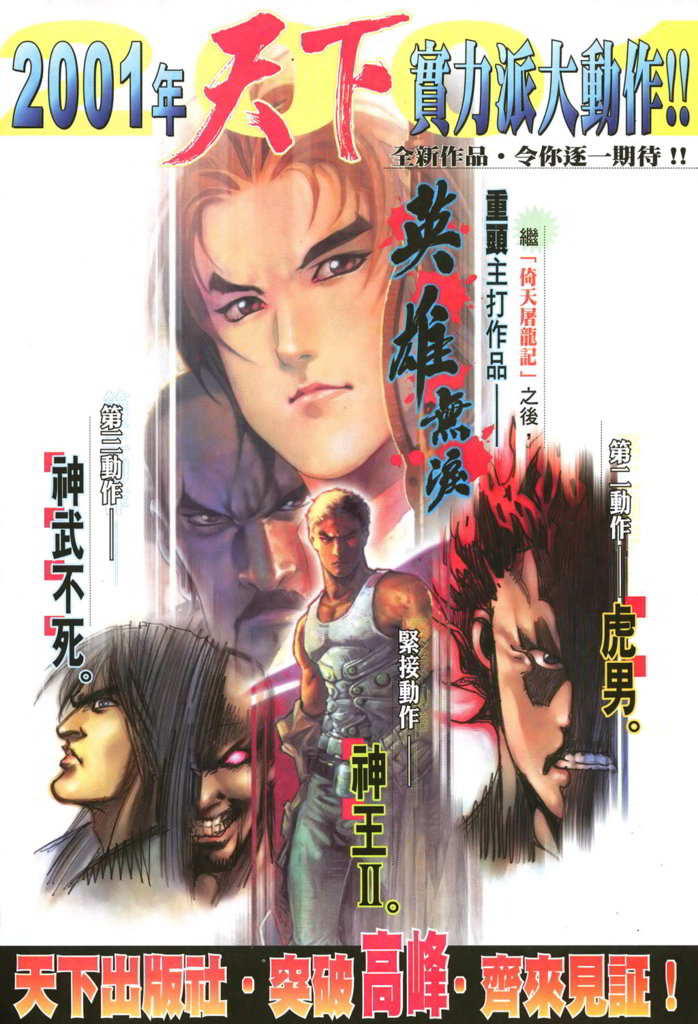 2001年 天下 實力派大動作!!
全新作品·令你逐一期待 !!
繼「倚天屠龍記」之後，
重頭主打作品——
英雄無淚
第二動作——
虎男。
第三動作——
神武不死。
緊接動作——
神王II。
天下出版社·突破高峰·齊來見証！